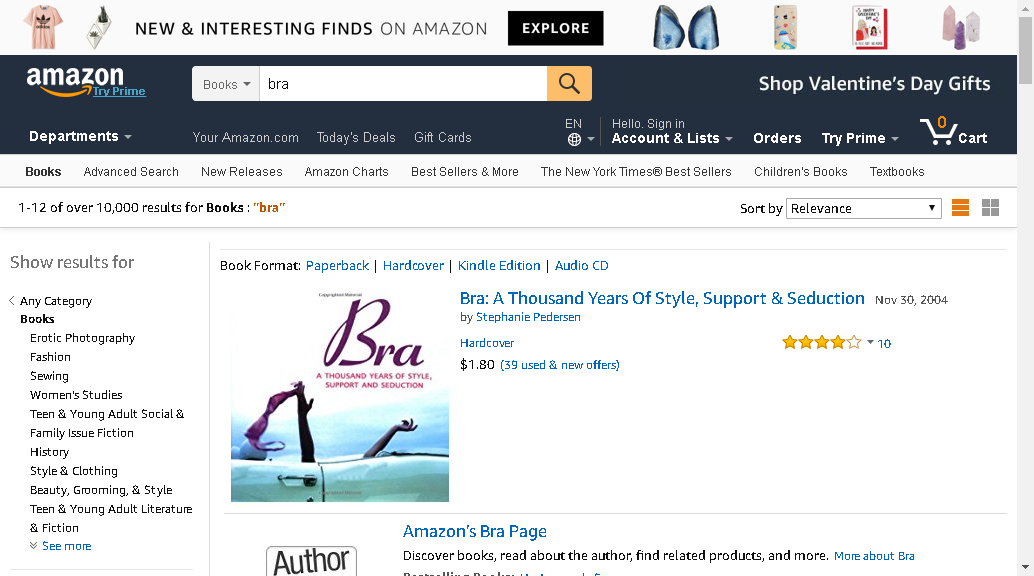 NEW & INTERESTING FINDS ON AMAZON EXPLORE
amazon
Try Prime
Books bra
Shop Valentine's Day Gifts
Departments
Your Amazon.com Today's Deals Gift Cards
EN
Hello. Sign in
Account & Lists
Orders
Try Prime
0
Cart
Books Advanced Search New Releases Amazon Charts Best Sellers & More The New York Times® Best Sellers Children's Books Textbooks
1-12 of over 10,000 results for Books : "bra"
Sort by Relevance
Show results for
Any Category
Books
Erotic Photography
Fashion
Sewing
Women's Studies
Teen & Young Adult Social &
Family Issue Fiction
History
Style & Clothing
Beauty, Grooming, & Style
Teen & Young Adult Literature
& Fiction
See more
Book Format: Paperback | Hardcover | Kindle Edition | Audio CD
Copyrighted Material
Bra
A THOUSAND YEARS OF STYLE,
SUPPORT AND SEDUCTION
Copyrighted Material
Bra: A Thousand Years Of Style, Support & Seduction Nov 30, 2004
by Stephanie Pedersen
Hardcover
10
$1.80 (39 used & new offers)
Author
Amazon's Bra Page
Discover books, read about the author, find related products, and more. More about Bra